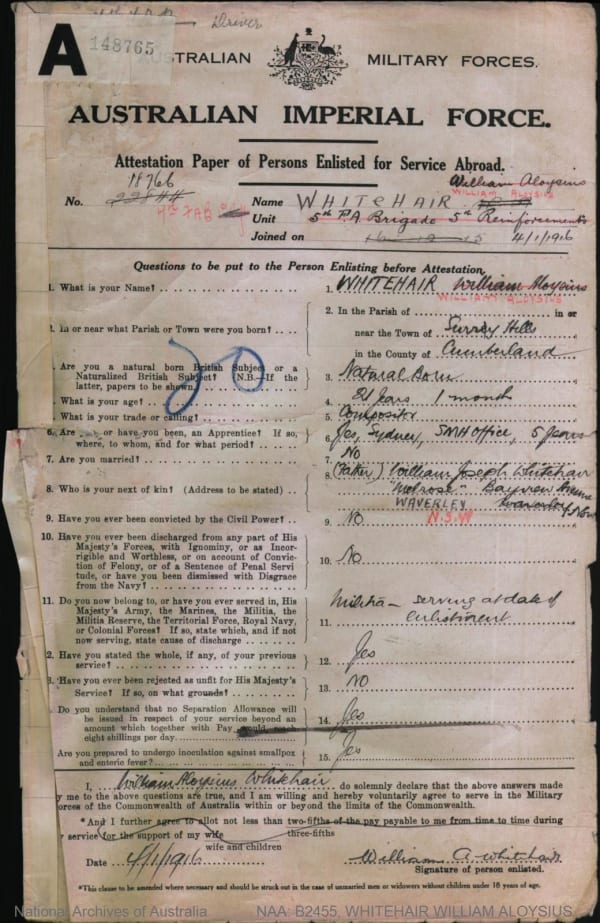 Driver
A
148765
AUSTRALIAN MILITARY FORCES.
AUSTRALIAN IMPERIAL FORCE.
Attestation Paper of Persons Enlisted for Service Abroad.
18766
William Aloysius
WILLIAM ALOYSIUS
No. Name WHITEHAIR
Unit 5th F.A. Brigade 5th Reinforcements
Joined on 16-12-15 4/1/1916
Questions to be put to the Person Enlisting before Attestation.
1. What is your Name? 1. WHITEHAIR William Aloysius
WILLIAM ALOYSIUS
2. In or near what Parish or Town were you born? 2. In the Parish of in or
near the Town of Surrey Hills
in the County of Cumberland
20
Are you a natural born British Subject or a
Naturalized British Subject? N.B.—If the
latter, papers to be shown. 3. Natural Born
What is your age? 4. 21 Years 1 month
What is your trade or calling? 5. Compositor
6. Are or have you been, an Apprentice? If so,
where, to whom, and for what period? 6. Yes, Sydney, SMH Office, 5 years
7. Are you married? 7. No
8. Who is your next of kin? (Address to be stated) 8. (Father) William Joseph Whitehair
"Melrose" Bayview Avenue
WAVERLEY Waverley N.S.W
N.S.W
9. Have you ever been convicted by the Civil Power? 9. No
10. Have you ever been discharged from any part of His
Majesty's Forces, with Ignominy, or as Incor-
rigible and Worthless, or on account of Convic-
tion of Felony, or of a Sentence of Penal Servi-
tude, or have you been dismissed with Disgrace
from the Navy? 10. No
11. Do you now belong to, or have you ever served in, His
Majesty's Army, the Marines, the Militia, the
Militia Reserve, the Territorial Force, Royal Navy,
or Colonial Forces? If so, state which, and if not
now serving, state cause of discharge 11. Militia - serving at date of
enlistment
2. Have you stated the whole, if any, of your previous
service? 12. Yes
3. Have you ever been rejected as unfit for His Majesty's
Service? If so, on what grounds? 13. No
Do you understand that no Separation Allowance will
be issued in respect of your service beyond an
amount which together with Pay would
eight shillings per day. 14. Yes
Are you prepared to undergo inoculation against smallpox
and enteric fever? 15. Yes
I, William Aloysius Whitehair do solemnly declare that the above answers made
y me to the above questions are true, and I am willing and hereby voluntarily agree to serve in the Military
orces of the Commonwealth of Australia within or beyond the limits of the Commonwealth.
*And I further agree to allot not less than two-fifths of the pay payable to me from time to time during
three-fifths
y service for the support of my wife
wife and children
Date 4/1/1916 William A. Whitehair
Signature of person enlisted.
*This clause to be amended where necessary and should be struck out in the case of unmarried men or widowers without children under 18 years of age.
National Archives of Australia NAA: B2455, WHITEHAIR WILLIAM ALOYSIUS